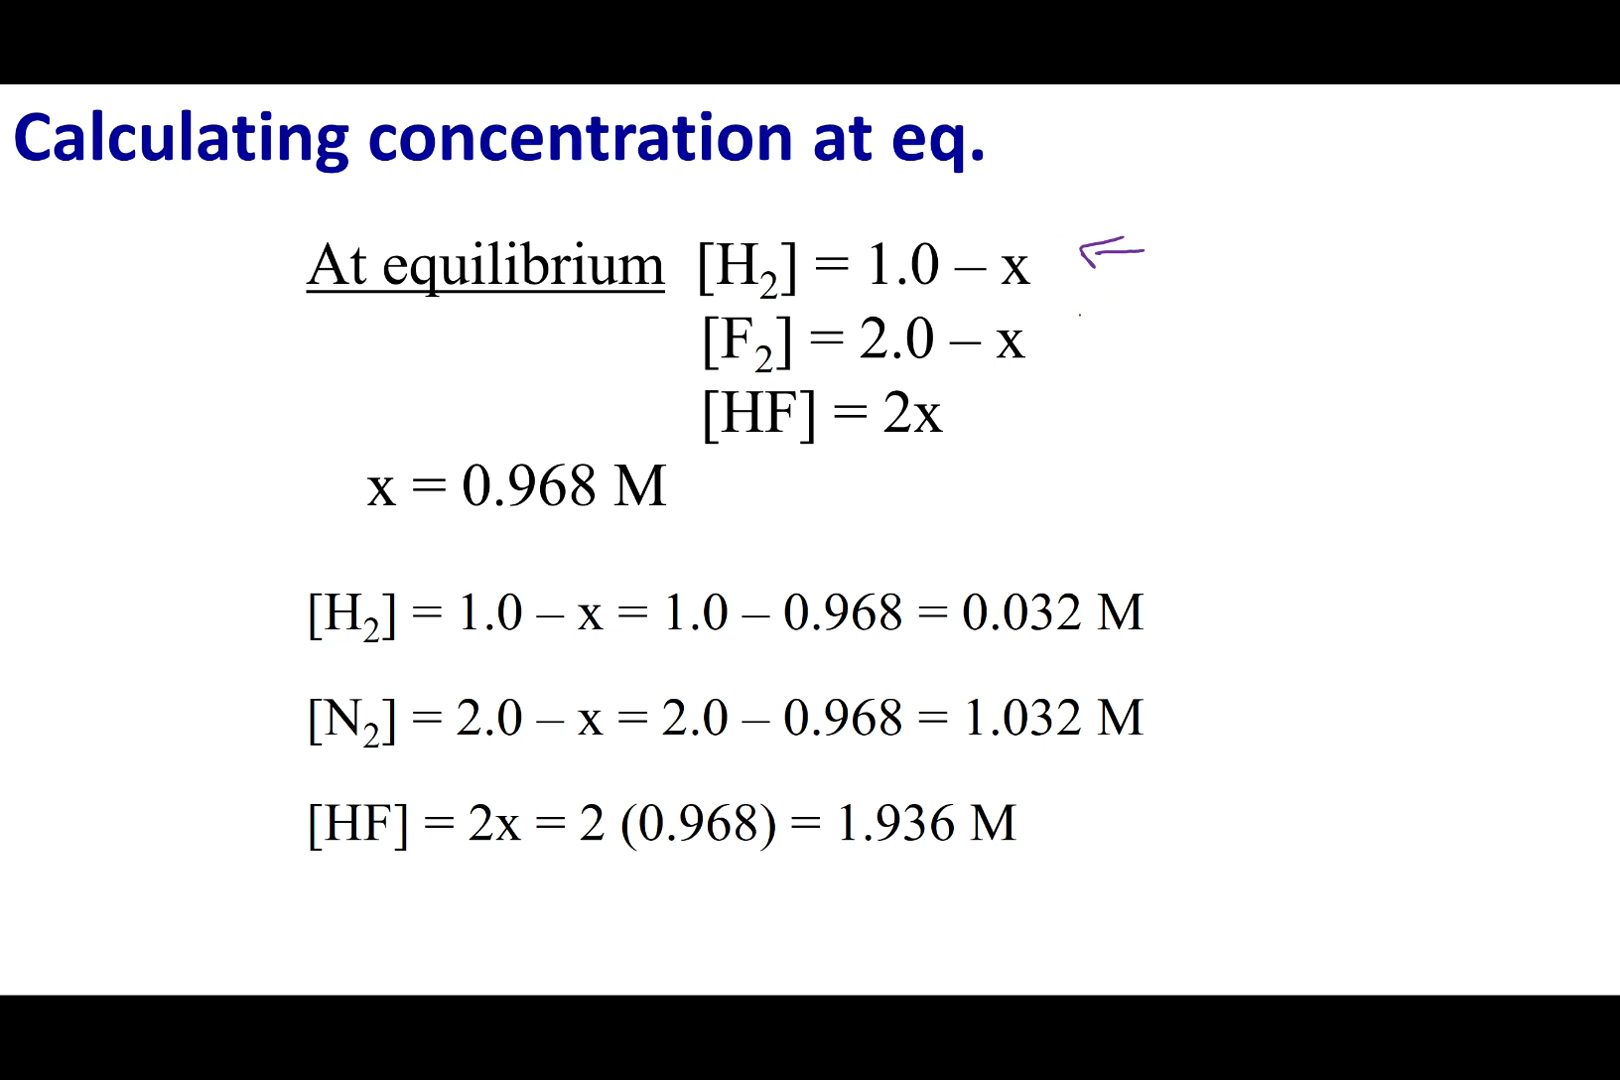 Calculating concentration at eq.
At equilibrium [H₂] = 1.0 – x
[F₂] = 2.0 – x
[HF] = 2x
x = 0.968 M
[H₂] = 1.0 – x = 1.0 – 0.968 = 0.032 M
[N₂] = 2.0 – x = 2.0 – 0.968 = 1.032 M
[HF] = 2x = 2 (0.968) = 1.936 M